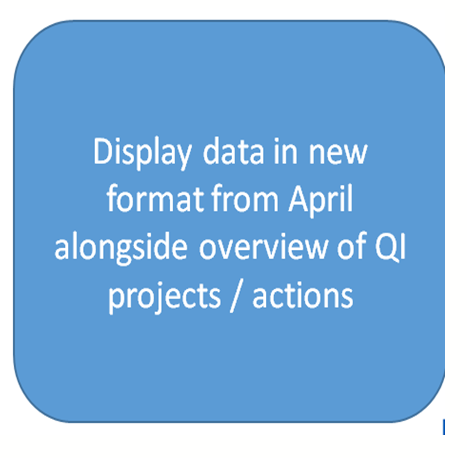 Display data in new
format from April
alongside overview of QI
projects / actions